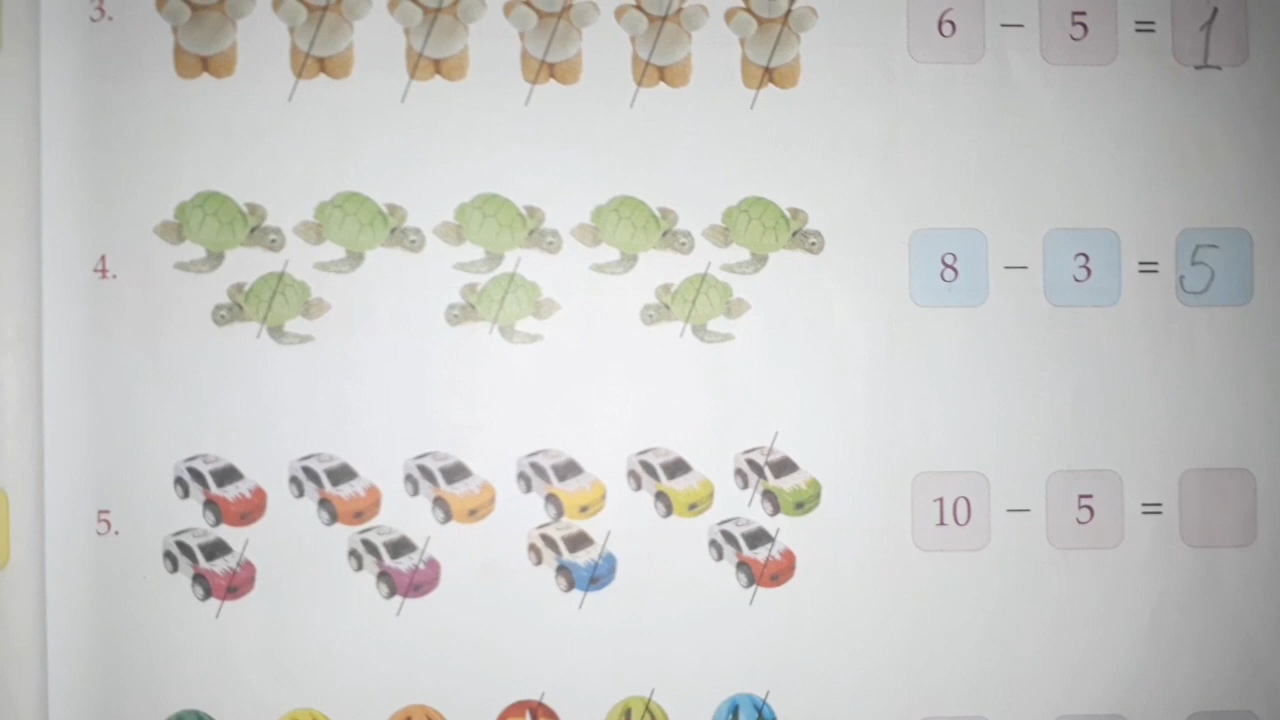 3. 6 − 5 = 1
4. 8 − 3 = 5
5. 10 − 5 =